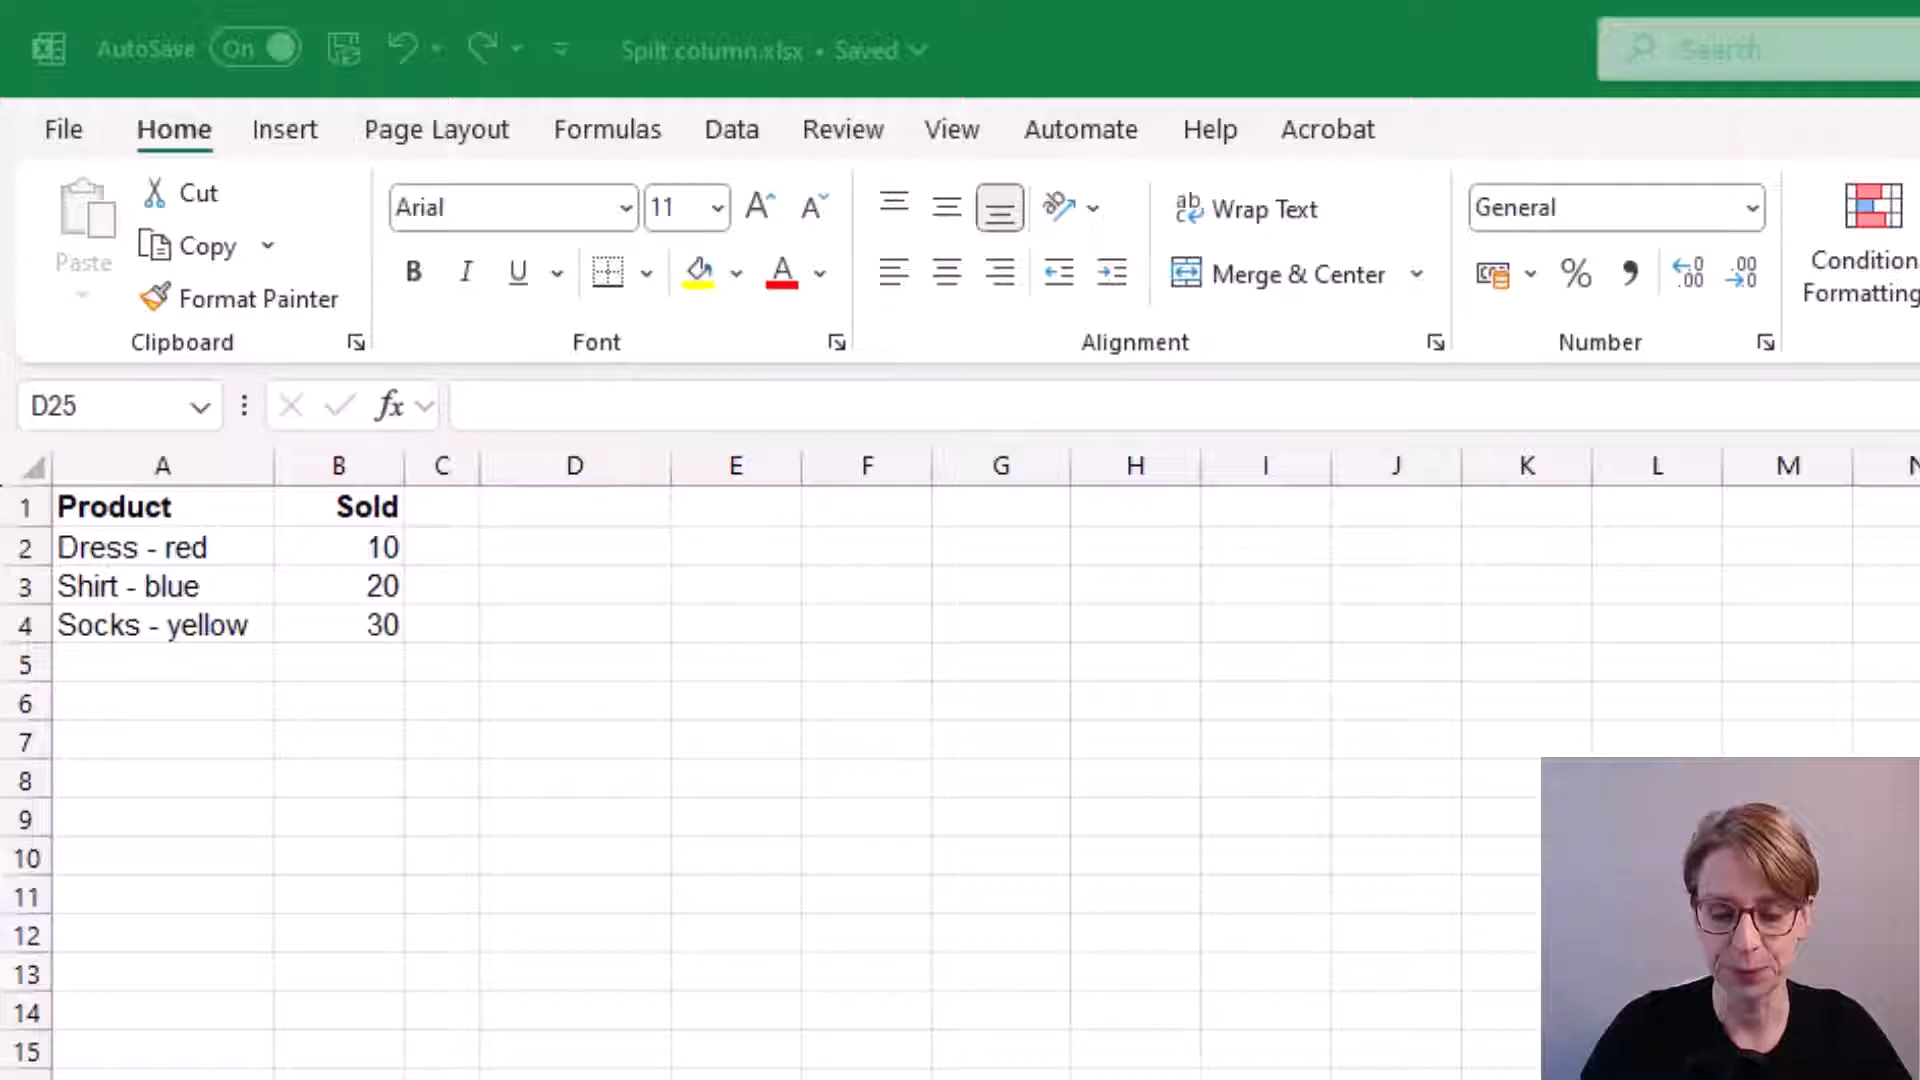 AutoSave On Spilt column.xlsx • Saved Search
File Home Insert Page Layout Formulas Data Review View Automate Help Acrobat
Paste
Cut
Copy
Format Painter
Clipboard
Arial 11
B I U
Font
Wrap Text
Merge & Center
Alignment
General
Number
Condition
Formatting
D25 fx
A B C D E F G H I J K L M N
1 Product Sold
2 Dress - red 10
3 Shirt - blue 20
4 Socks - yellow 30
5
6
7
8
9
10
11
12
13
14
15